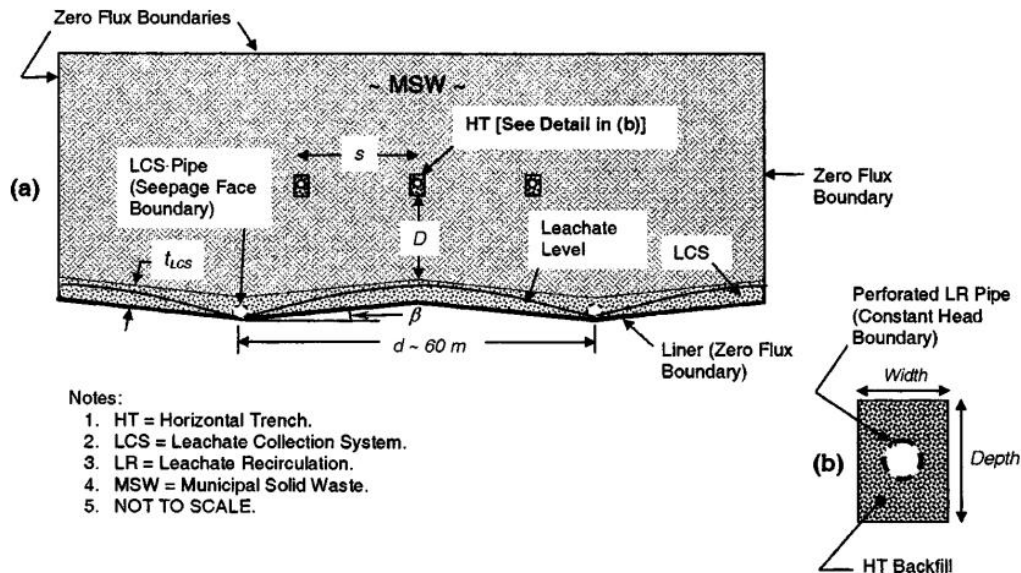 Zero Flux Boundaries
~ MSW ~
HT [See Detail in (b)]
s
LCS-Pipe
(Seepage Face
Boundary)
(a)
Zero Flux
Boundary
D
Leachate
Level
LCS
tLCS
β
d ~ 60 m
Liner (Zero Flux
Boundary)
Perforated LR Pipe
(Constant Head
Boundary)
Width
(b)
Depth
HT Backfill
Notes:
1. HT = Horizontal Trench.
2. LCS = Leachate Collection System.
3. LR = Leachate Recirculation.
4. MSW = Municipal Solid Waste.
5. NOT TO SCALE.